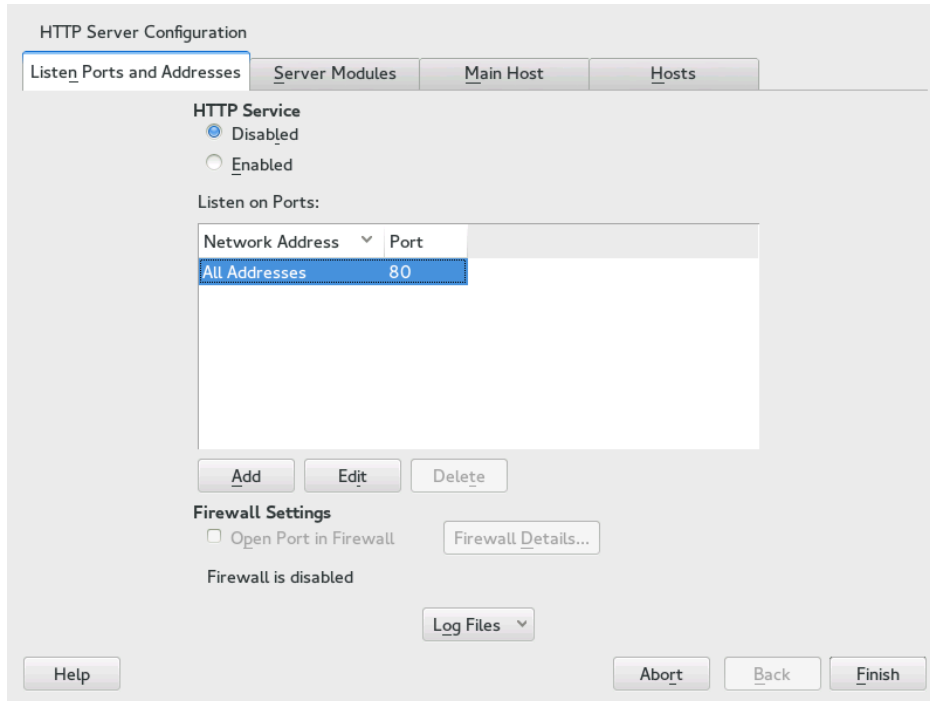 HTTP Server Configuration
Listen Ports and Addresses Server Modules Main Host Hosts
HTTP Service
Disabled
Enabled
Listen on Ports:
Network Address Port
All Addresses 80
Add Edit Delete
Firewall Settings
Open Port in Firewall Firewall Details...
Firewall is disabled
Log Files
Help Abort Back Finish